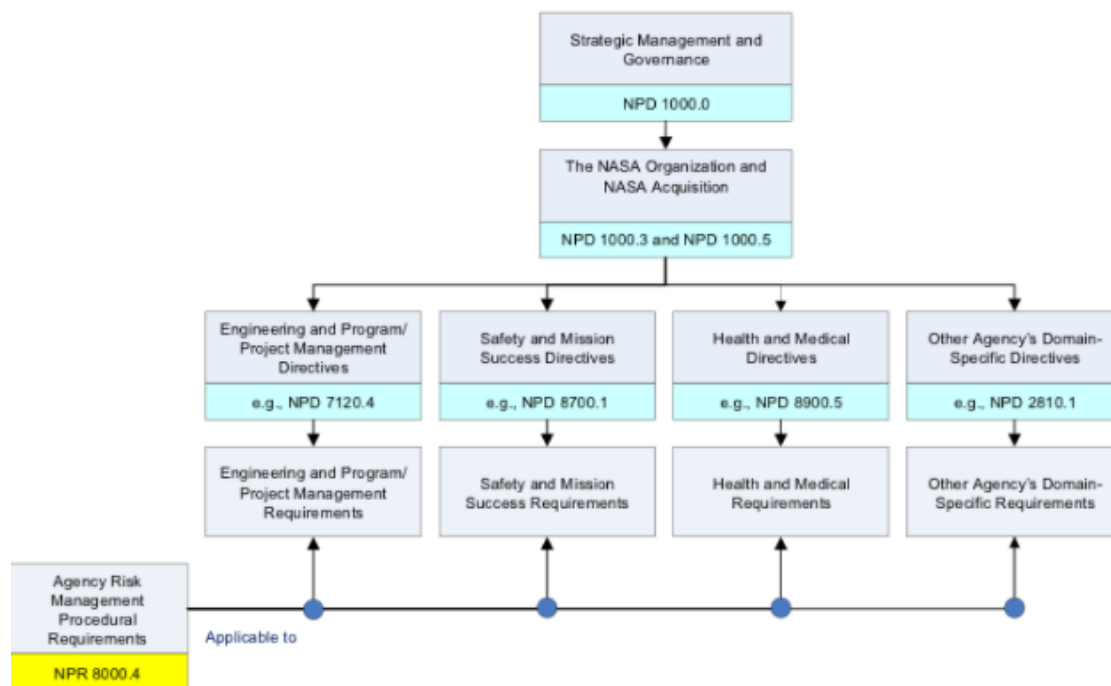 Strategic Management and
Governance
NPD 1000.0
The NASA Organization and
NASA Acquisition
NPD 1000.3 and NPD 1000.5
Engineering and Program/
Project Management
Directives
e.g., NPD 7120.4
Safety and Mission
Success Directives
e.g., NPD 8700.1
Health and Medical
Directives
e.g., NPD 8900.5
Other Agency's Domain-
Specific Directives
e.g., NPD 2810.1
Engineering and Program/
Project Management
Requirements
Safety and Mission
Success Requirements
Health and Medical
Requirements
Other Agency's Domain-
Specific Requirements
Agency Risk
Management
Procedural
Requirements
NPR 8000.4
Applicable to